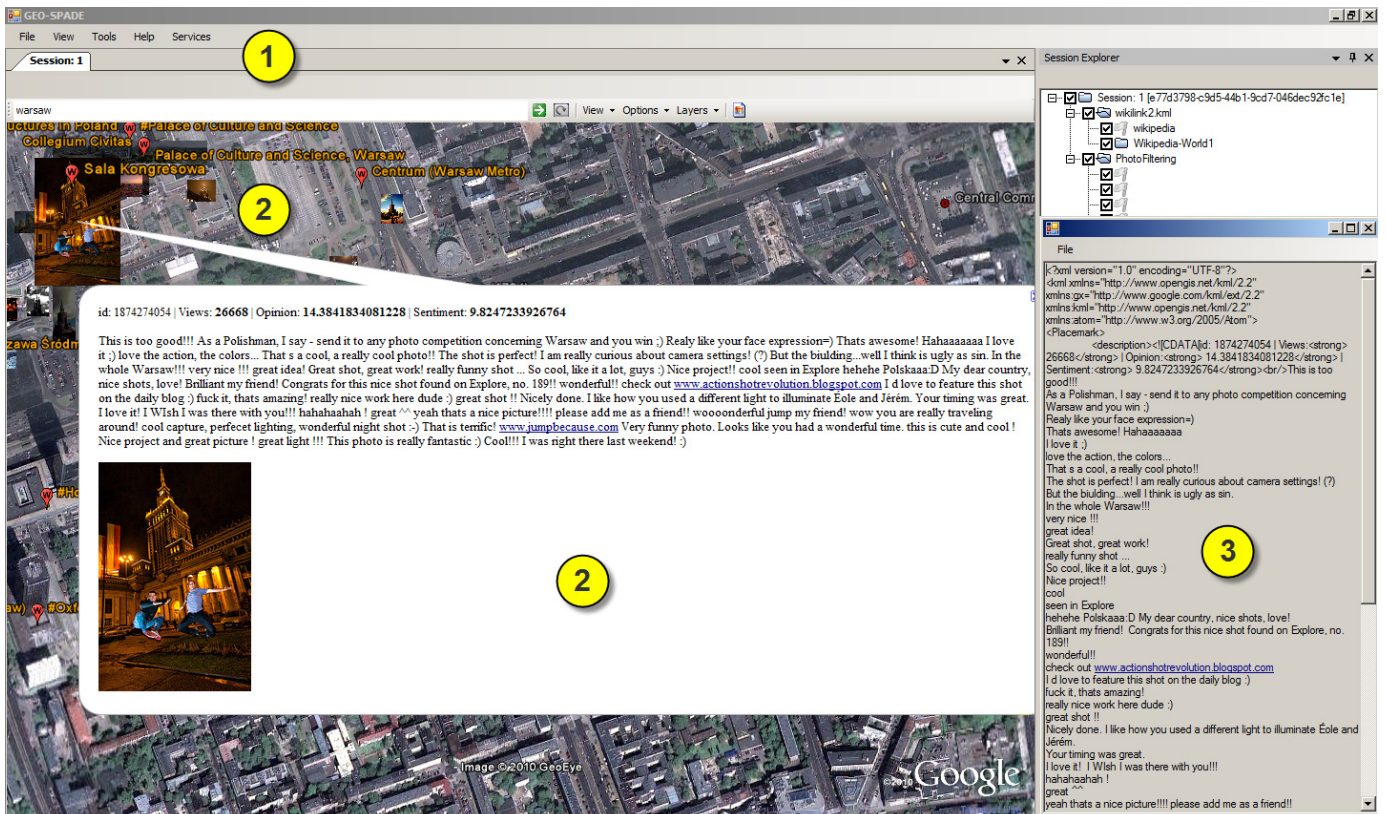 GEO-SPADE
File View Tools Help Services
1
Session: 1
Session Explorer
warsaw
View Options Layers
Session: 1 [e77d3798-c9d5-44b1-9cd7-046dec92fc1e]
wikilink2.kml
wikipedia
Wikipedia-World1
PhotoFiltering
uctures in Poland #Palace of Culture and Science
Collegium Civitas
Palace of Culture and Science, Warsaw
Sala Kongresowa
Centrum (Warsaw Metro)
Central Com
2
zawa Śródm
#Ho
aw) #Oxf
id: 1874274054 | Views: 26668 | Opinion: 14.3841834081228 | Sentiment: 9.8247233926764
This is too good!!! As a Polishman, I say - send it to any photo competition concerning Warsaw and you win ;) Realy like your face expression=) Thats awesome! Hahaaaaaaa I love
it ;) love the action, the colors... That s a cool, a really cool photo!! The shot is perfect! I am really curious about camera settings! (?) But the biulding...well I think is ugly as sin. In the
whole Warsaw!!! very nice !!! great idea! Great shot, great work! really funny shot ... So cool, like it a lot, guys :) Nice project!! cool seen in Explore hehehe Polskaaa:D My dear country,
nice shots, love! Brilliant my friend! Congrats for this nice shot found on Explore, no. 189!! wonderful!! check out www.actionshotrevolution.blogspot.com I d love to feature this shot
on the daily blog :) fuck it, thats amazing! really nice work here dude :) great shot !! Nicely done. I like how you used a different light to illuminate Éole and Jérém. Your timing was great.
I love it! I WIsh I was there with you!!! hahahaahah ! great ^^ yeah thats a nice picture!!!! please add me as a friend!! woooonderful jump my friend! wow you are really traveling
around! cool capture, perfecet lighting, wonderful night shot :-) That is terrific! www.jumpbecause.com Very funny photo. Looks like you had a wonderful time. this is cute and cool !
Nice project and great picture ! great light !!! This photo is really fantastic :) Cool!!! I was right there last weekend! :)
2
Image © 2010 GeoEye
©2010 Google
File
<?xml version="1.0" encoding="UTF-8"?>
<kml xmlns="http://www.opengis.net/kml/2.2"
xmlns:gx="http://www.google.com/kml/ext/2.2"
xmlns:kml="http://www.opengis.net/kml/2.2"
xmlns:atom="http://www.w3.org/2005/Atom">
<Placemark>
<description><![CDATA[id: 1874274054 | Views:<strong>
26668</strong> | Opinion:<strong> 14.3841834081228</strong> |
Sentiment:<strong> 9.8247233926764</strong><br/>This is too
good!!!
As a Polishman, I say - send it to any photo competition concerning
Warsaw and you win ;)
Realy like your face expression=)
Thats awesome! Hahaaaaaaa
I love it ;)
love the action, the colors...
That s a cool, a really cool photo!!
The shot is perfect! I am really curious about camera settings! (?)
But the biulding...well I think is ugly as sin.
In the whole Warsaw!!!
very nice !!!
great idea!
Great shot, great work!
really funny shot ...
So cool, like it a lot, guys :)
Nice project!!
cool
seen in Explore
hehehe Polskaaa:D My dear country, nice shots, love!
Brilliant my friend! Congrats for this nice shot found on Explore, no.
189!!
wonderful!!
check out www.actionshotrevolution.blogspot.com
I d love to feature this shot on the daily blog :)
fuck it, thats amazing!
really nice work here dude :)
great shot !!
Nicely done. I like how you used a different light to illuminate Éole and
Jérém.
Your timing was great.
I love it! I WIsh I was there with you!!!
hahahaahah !
great ^^
yeah thats a nice picture!!!! please add me as a friend!!
3